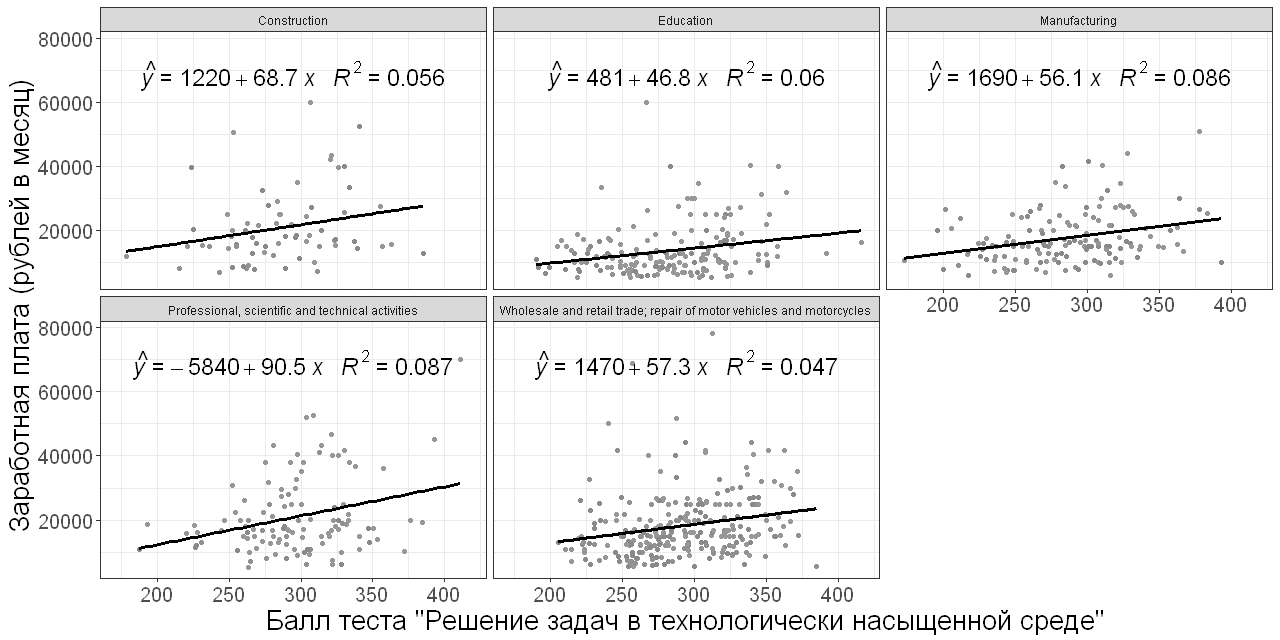 Construction
Education
Manufacturing
80000
60000
40000
20000
ŷ = 1220 + 68.7 x R² = 0.056
ŷ = 481 + 46.8 x R² = 0.06
ŷ = 1690 + 56.1 x R² = 0.086
200 250 300 350 400
Заработная плата (рублей в месяц)
Professional, scientific and technical activities
Wholesale and retail trade; repair of motor vehicles and motorcycles
80000
60000
40000
20000
ŷ = − 5840 + 90.5 x R² = 0.087
ŷ = 1470 + 57.3 x R² = 0.047
200 250 300 350 400
200 250 300 350 400
Балл теста "Решение задач в технологически насыщенной среде"